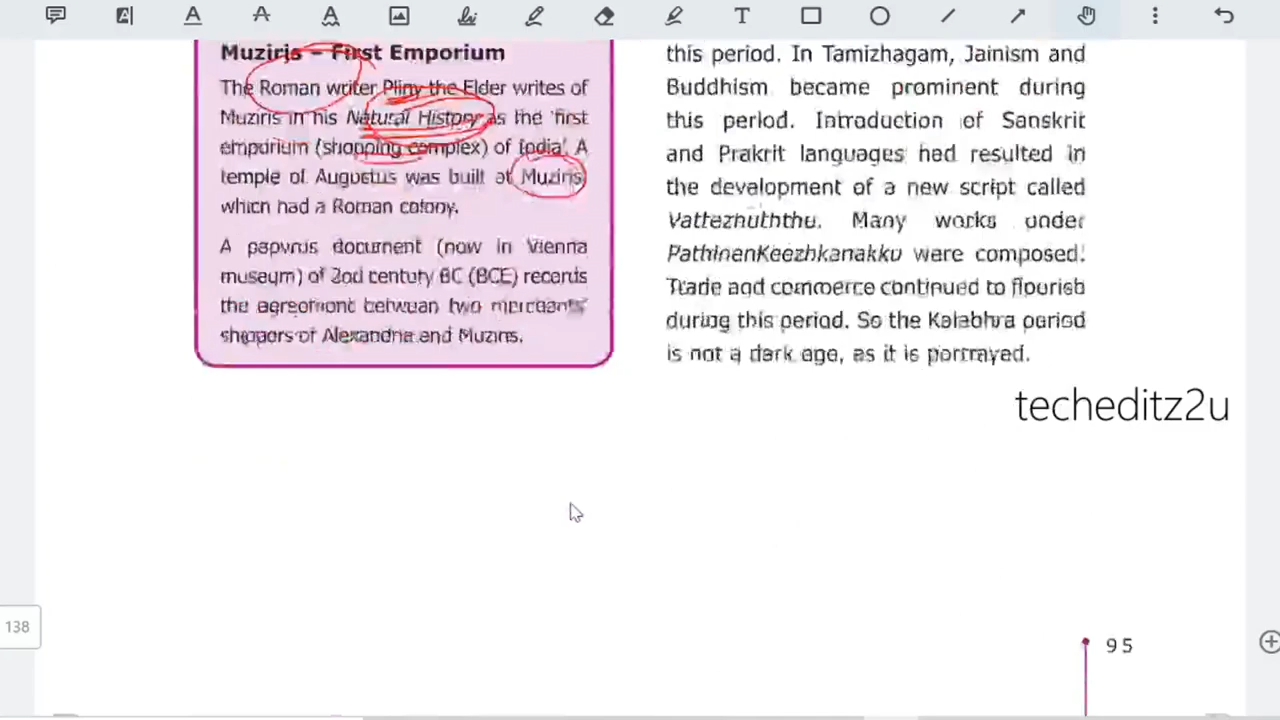 Muziris – First Emporium
The Roman writer Pliny the Elder writes of
Muziris in his Natural History as the 'first
emporium (shopping complex) of India'. A
temple of Augustus was built at Muziris,
which had a Roman colony.
A papyrus document (now in Vienna
museum) of 2nd century BC (BCE) records
the agreement between two merchants
shippers of Alexandria and Muziris.
this period. In Tamizhagam, Jainism and
Buddhism became prominent during
this period. Introduction of Sanskrit
and Prakrit languages had resulted in
the development of a new script called
Vattezhuththu. Many works under
PathinenKeezhkanakku were composed.
Trade and commerce continued to flourish
during this period. So the Kalabhra period
is not a dark age, as it is portrayed.
techeditz2u
138
95